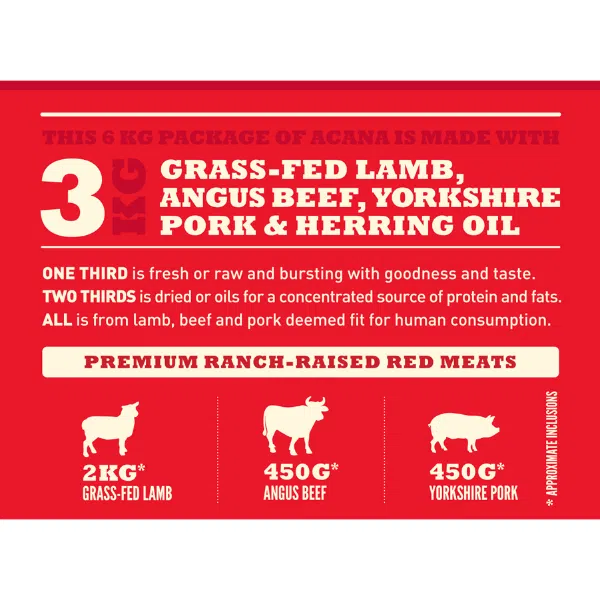 THIS 6 KG PACKAGE OF ACANA IS MADE WITH
3 KG
GRASS-FED LAMB,
ANGUS BEEF, YORKSHIRE
PORK & HERRING OIL
ONE THIRD is fresh or raw and bursting with goodness and taste.
TWO THIRDS is dried or oils for a concentrated source of protein and fats.
ALL is from lamb, beef and pork deemed fit for human consumption.
PREMIUM RANCH-RAISED RED MEATS
2KG*
GRASS-FED LAMB
450G*
ANGUS BEEF
450G*
YORKSHIRE PORK
* APPROXIMATE INCLUSIONS